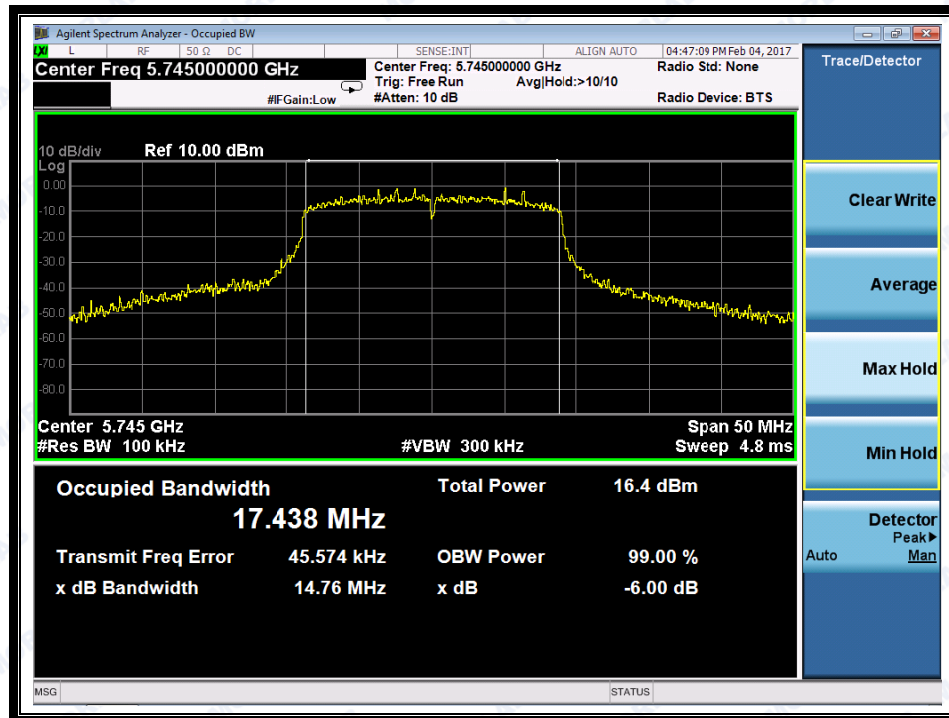 Agilent Spectrum Analyzer - Occupied BW
LXI L RF 50 Ω DC SENSE:INT ALIGN AUTO 04:47:09 PM Feb 04, 2017
Center Freq 5.745000000 GHz Center Freq: 5.745000000 GHz Radio Std: None
Trig: Free Run Avg|Hold:>10/10
#IFGain:Low #Atten: 10 dB Radio Device: BTS
Trace/Detector
10 dB/div Ref 10.00 dBm
Log
0.00
-10.0
-20.0
-30.0
-40.0
-50.0
-60.0
-70.0
-80.0
Center 5.745 GHz Span 50 MHz
#Res BW 100 kHz #VBW 300 kHz Sweep 4.8 ms
Clear Write
Average
Max Hold
Min Hold
Detector
Peak▶
Auto Man
Occupied Bandwidth Total Power 16.4 dBm
17.438 MHz
Transmit Freq Error 45.574 kHz OBW Power 99.00 %
x dB Bandwidth 14.76 MHz x dB -6.00 dB
MSG STATUS